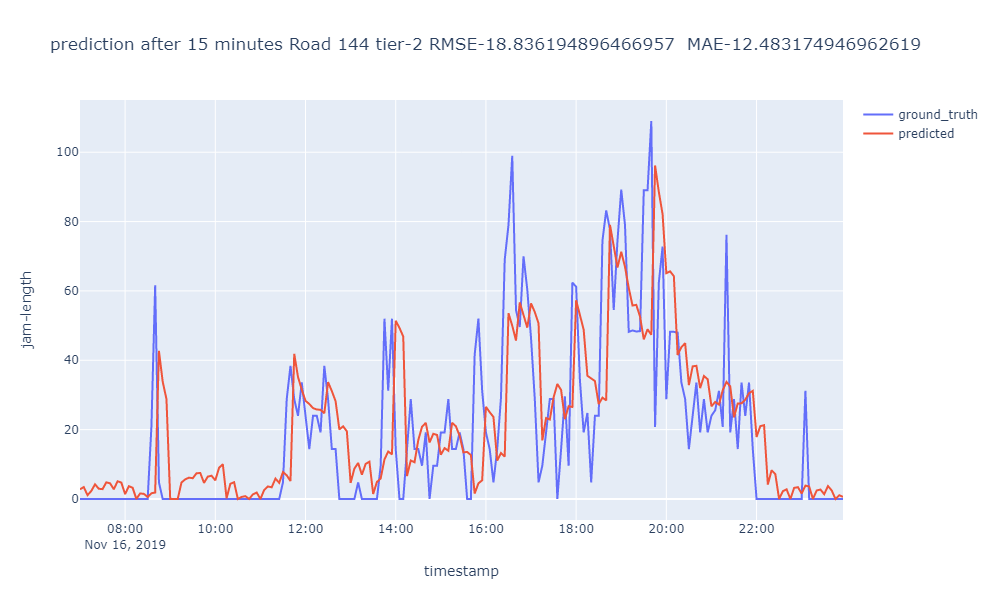 prediction after 15 minutes Road 144 tier-2 RMSE-18.836194896466957  MAE-12.483174946962619
ground_truth
predicted
jam-length
100
80
60
40
20
0
08:00
10:00
12:00
14:00
16:00
18:00
20:00
22:00
Nov 16, 2019
timestamp